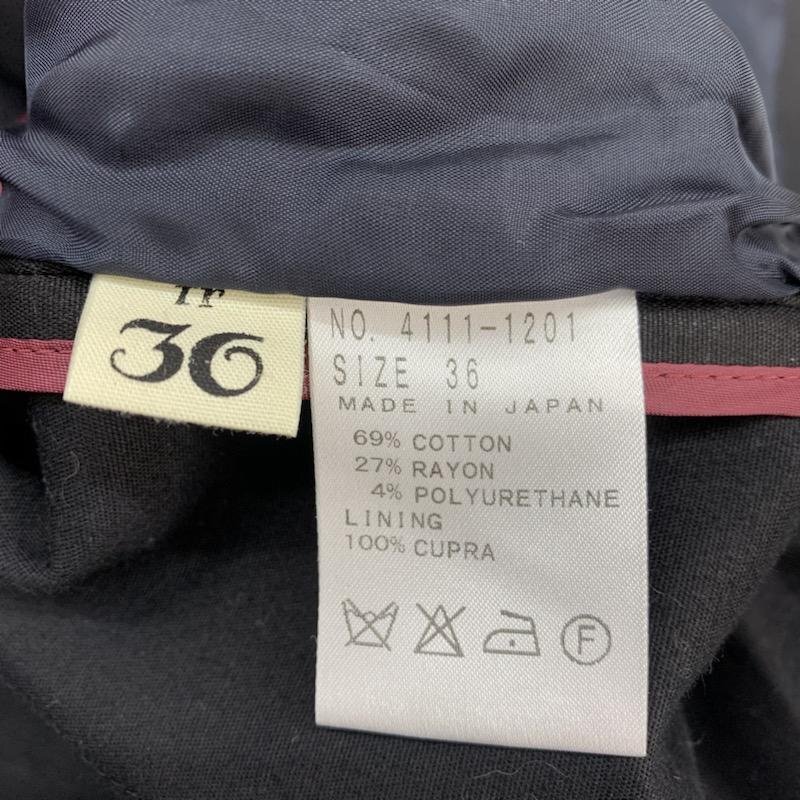 36
NO. 4111-1201
SIZE 36
MADE IN JAPAN
69% COTTON
27% RAYON
4% POLYURETHANE
LINING
100% CUPRA
F